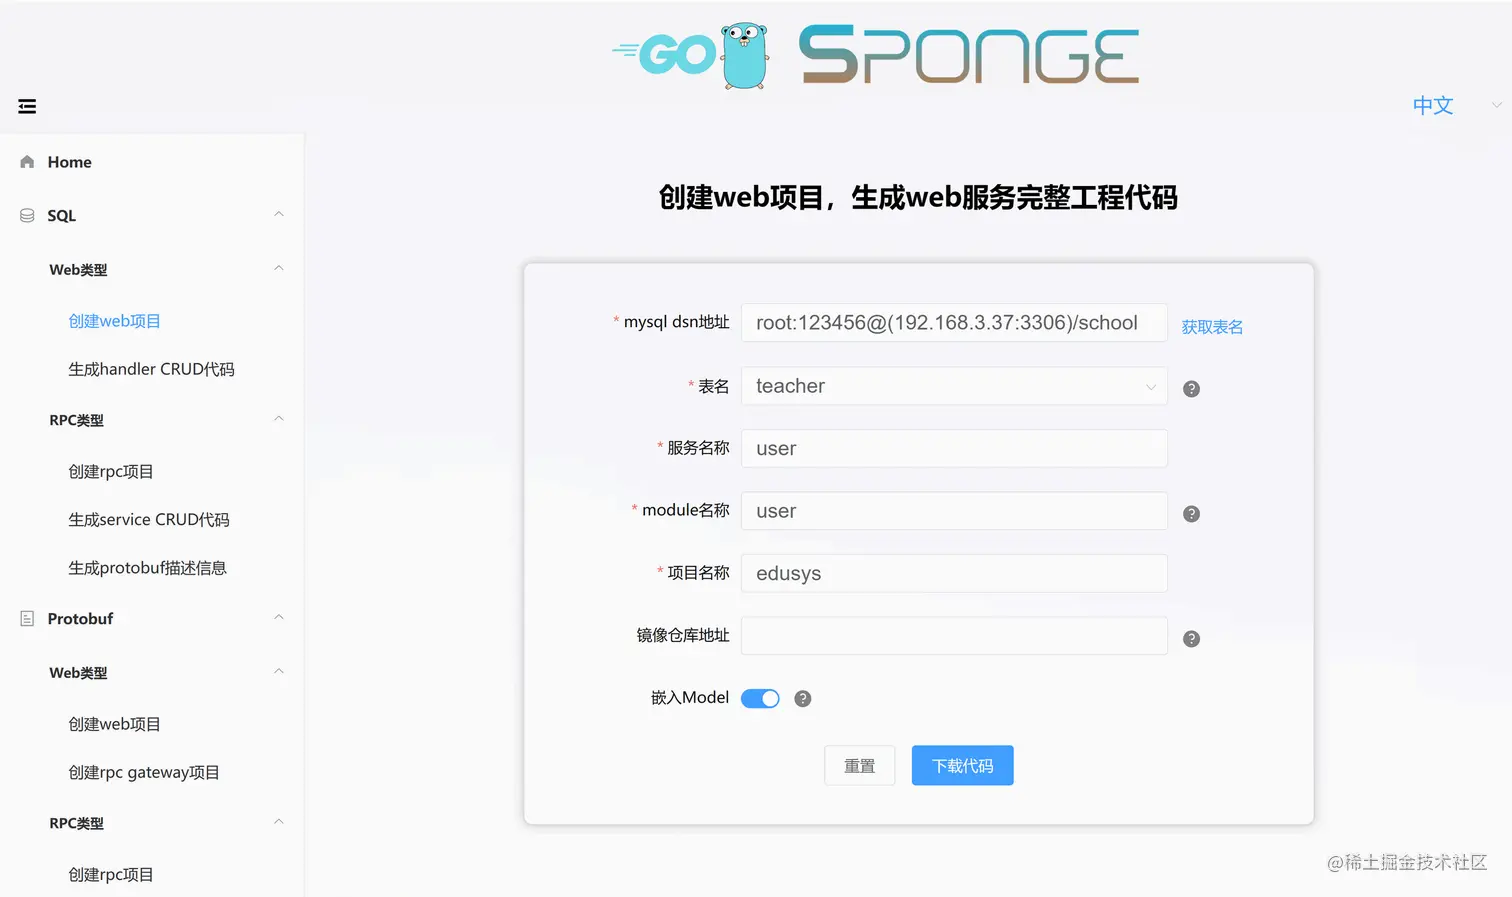 GO SPONGE
中文
Home
SQL
Web类型
创建web项目
生成handler CRUD代码
RPC类型
创建rpc项目
生成service CRUD代码
生成protobuf描述信息
Protobuf
Web类型
创建web项目
创建rpc gateway项目
RPC类型
创建rpc项目
创建web项目，生成web服务完整工程代码
* mysql dsn地址 root:123456@(192.168.3.37:3306)/school 获取表名
* 表名 teacher ?
* 服务名称 user
* module名称 user ?
* 项目名称 edusys
镜像仓库地址 ?
嵌入Model ?
重置 下载代码
@稀土掘金技术社区